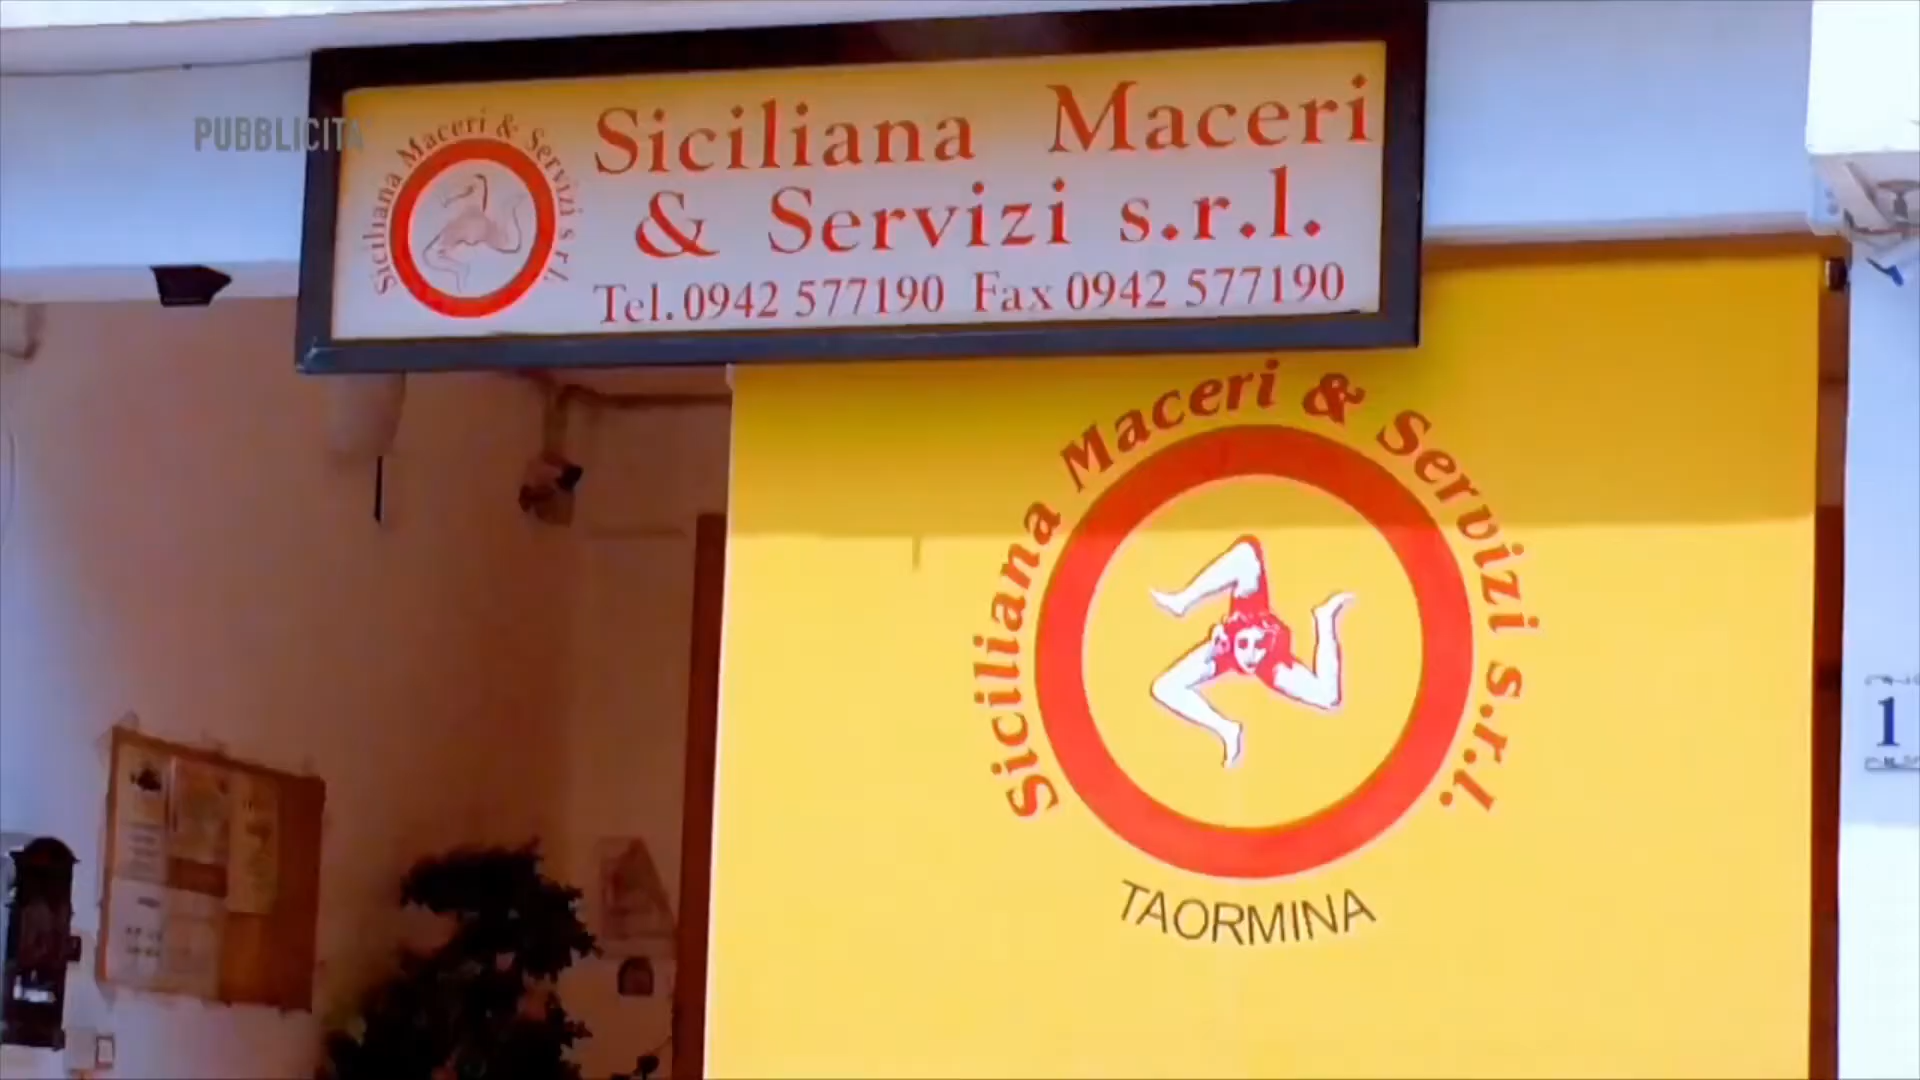 PUBBLICITÀ
Siciliana Maceri & Servizi s.r.l.
Siciliana Maceri
& Servizi s.r.l.
Tel. 0942 577190 Fax 0942 577190
Siciliana Maceri & Servizi s.r.l.
TAORMINA
1